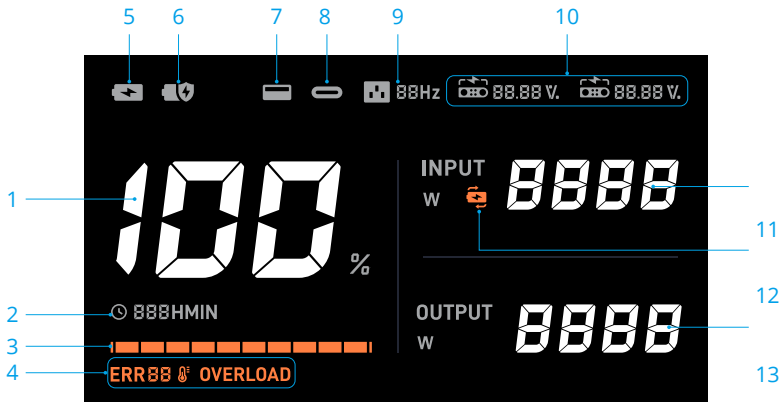 5 6 7 8 9 10
88Hz 88.88 V. 88.88 V.
1 100 %
INPUT
W 8888
11
2 888HMIN
12
3
OUTPUT
W 8888
4 ERR88 OVERLOAD
13